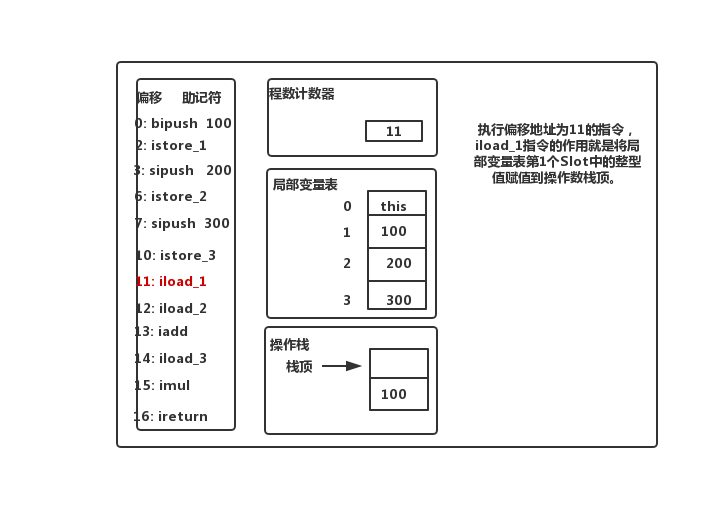 偏移 助记符
0: bipush 100
2: istore_1
3: sipush 200
6: istore_2
7: sipush 300
10: istore_3
11: iload_1
12: iload_2
13: iadd
14: iload_3
15: imul
16: ireturn
程数计数器
11
局部变量表
0 this
1 100
2 200
3 300
操作栈
栈顶
100
执行偏移地址为11的指令，
iload_1指令的作用就是将局
部变量表第1个Slot中的整型
值赋值到操作数栈顶。